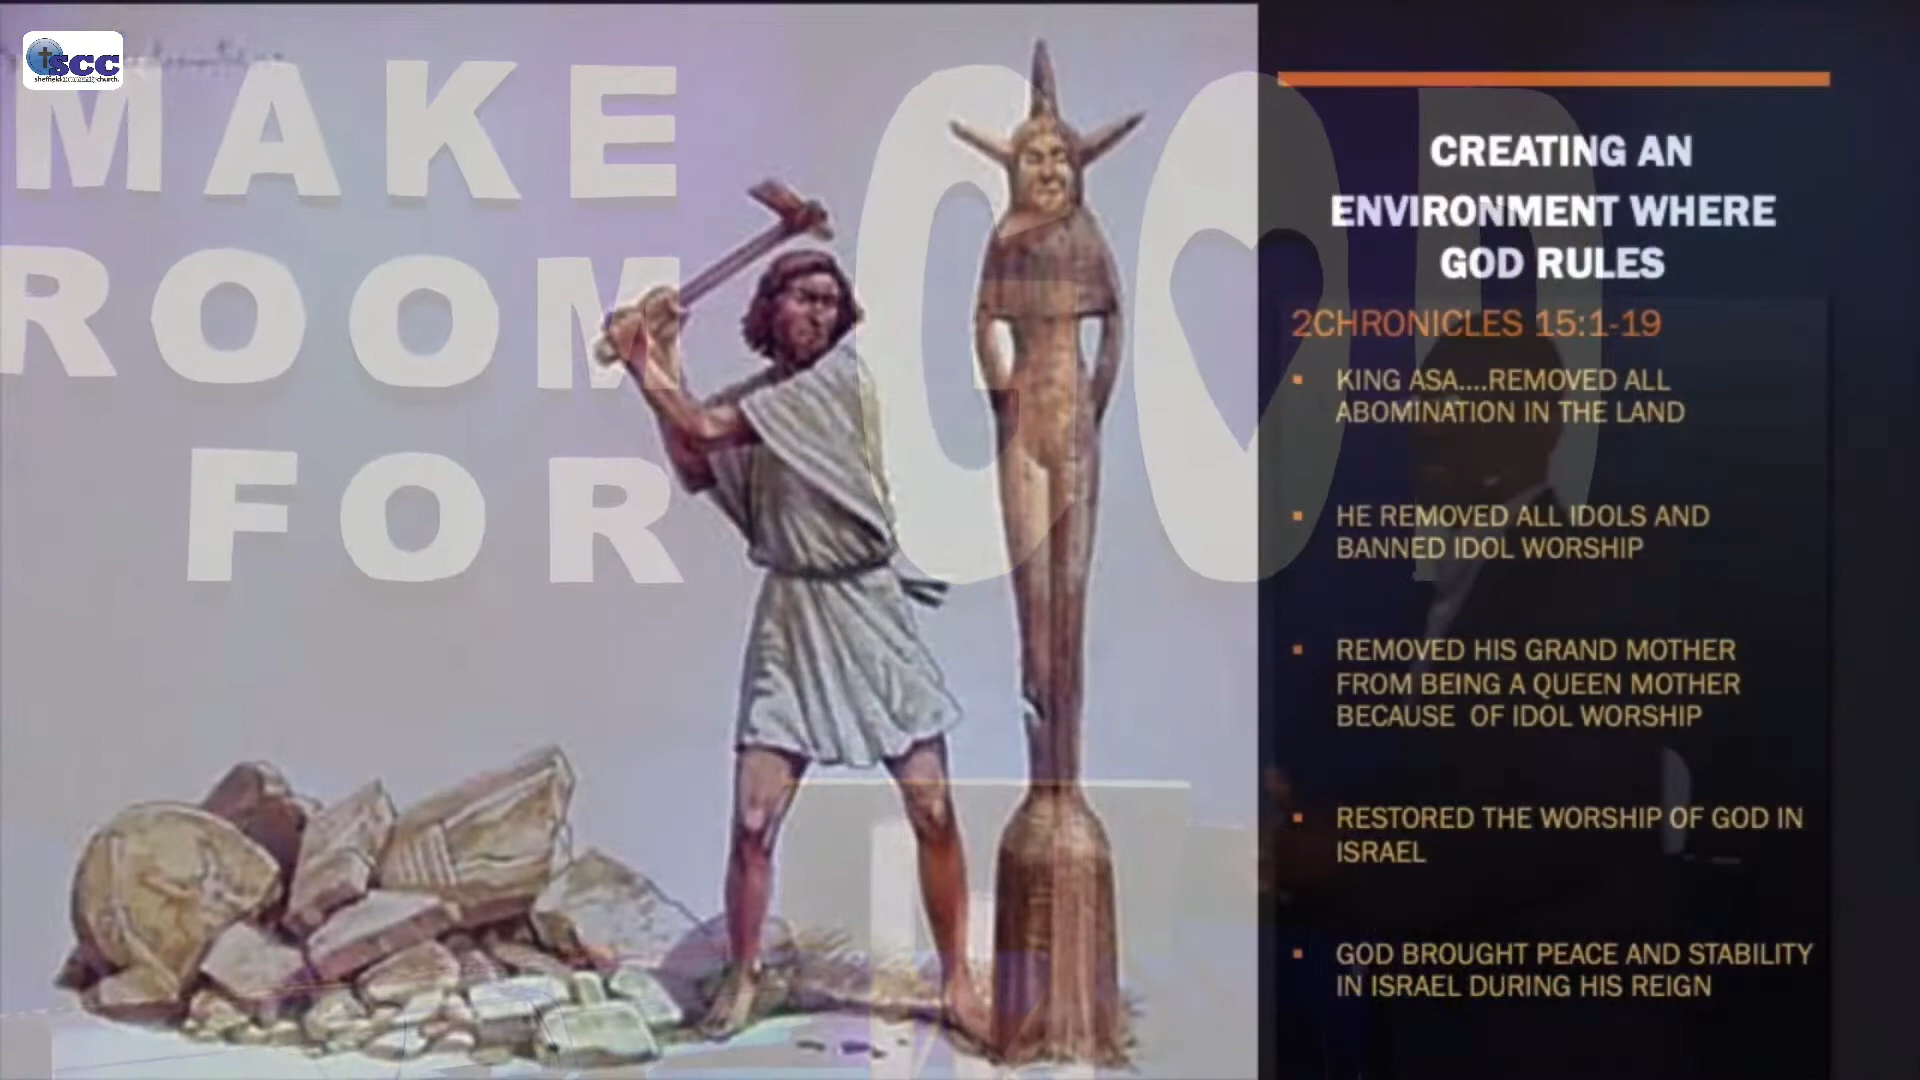 SCC
sheffield community church.
MAKE
ROOM
FOR
GOD
CREATING AN
ENVIRONMENT WHERE
GOD RULES
2CHRONICLES 15:1-19
▪ KING ASA....REMOVED ALL
ABOMINATION IN THE LAND
▪ HE REMOVED ALL IDOLS AND
BANNED IDOL WORSHIP
▪ REMOVED HIS GRAND MOTHER
FROM BEING A QUEEN MOTHER
BECAUSE OF IDOL WORSHIP
▪ RESTORED THE WORSHIP OF GOD IN
ISRAEL
▪ GOD BROUGHT PEACE AND STABILITY
IN ISRAEL DURING HIS REIGN